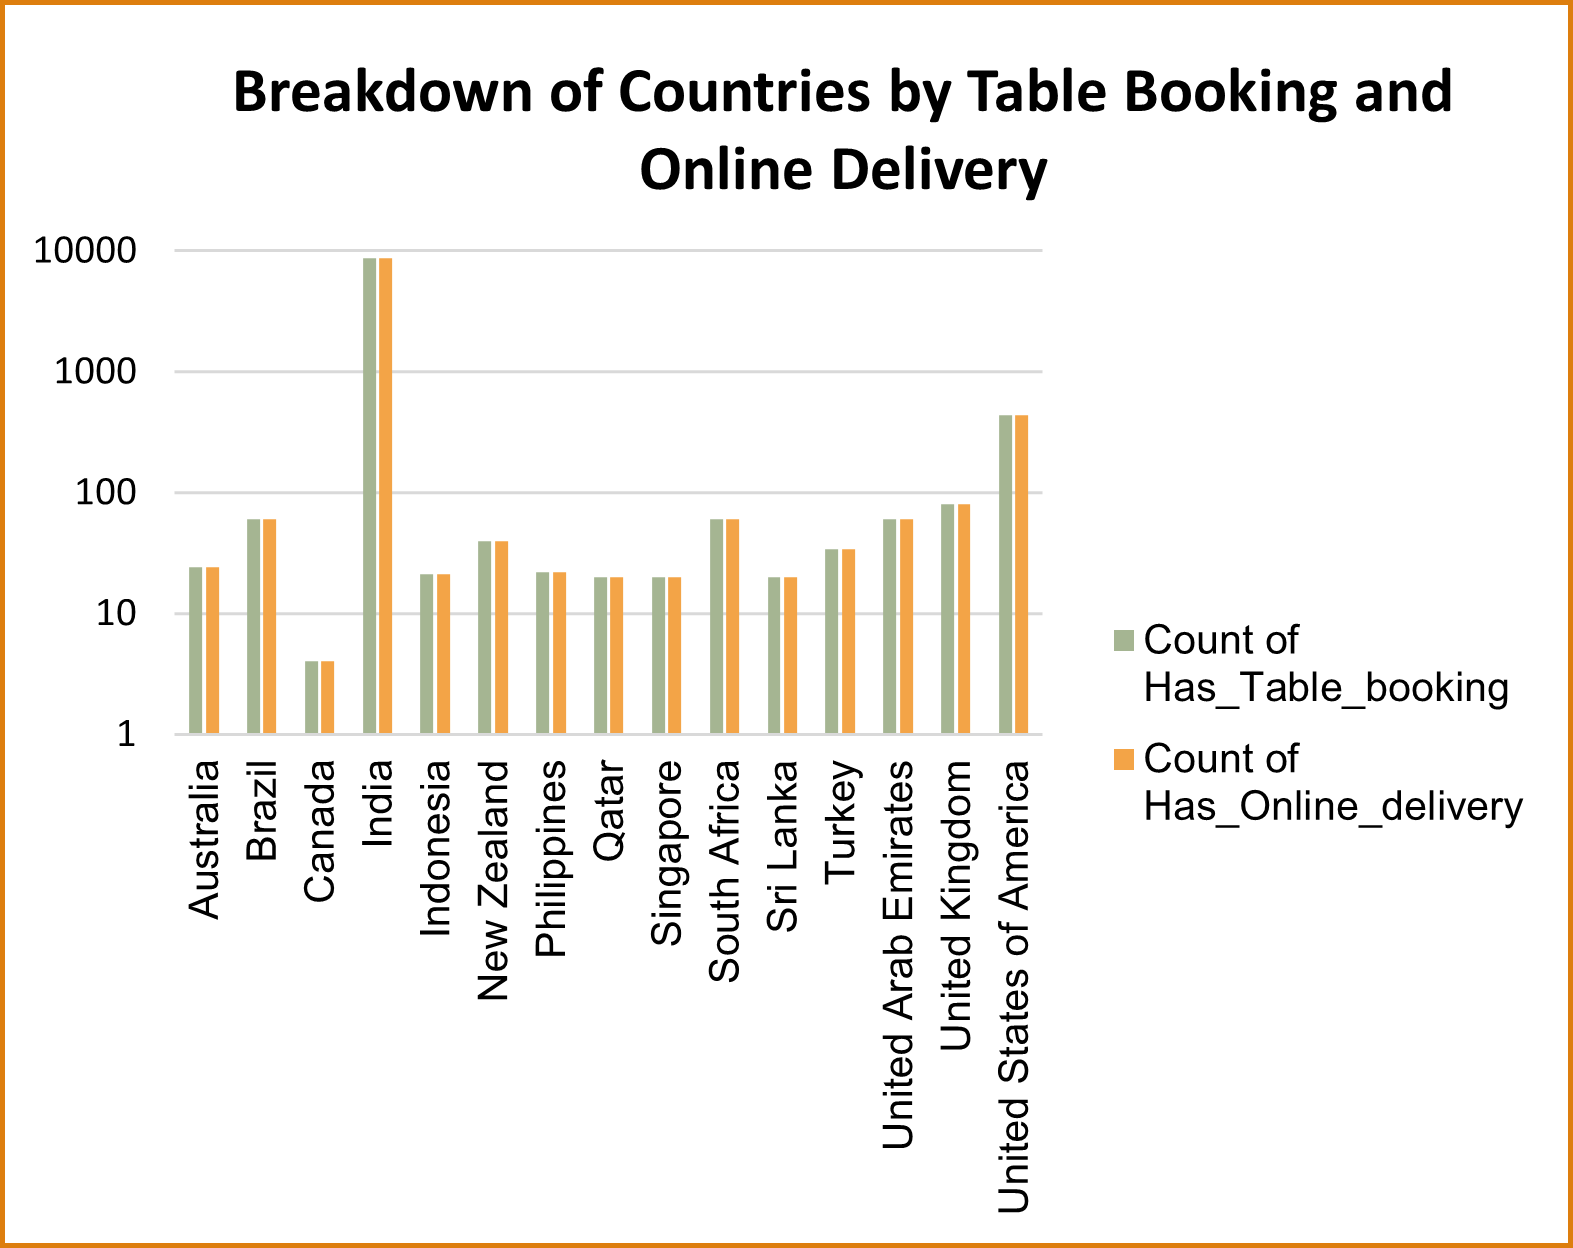 Breakdown of Countries by Table Booking and
Online Delivery
10000
1000
100
10
1
Australia
Brazil
Canada
India
Indonesia
New Zealand
Philippines
Qatar
Singapore
South Africa
Sri Lanka
Turkey
United Arab Emirates
United Kingdom
United States of America
Count of
Has_Table_booking
Count of
Has_Online_delivery